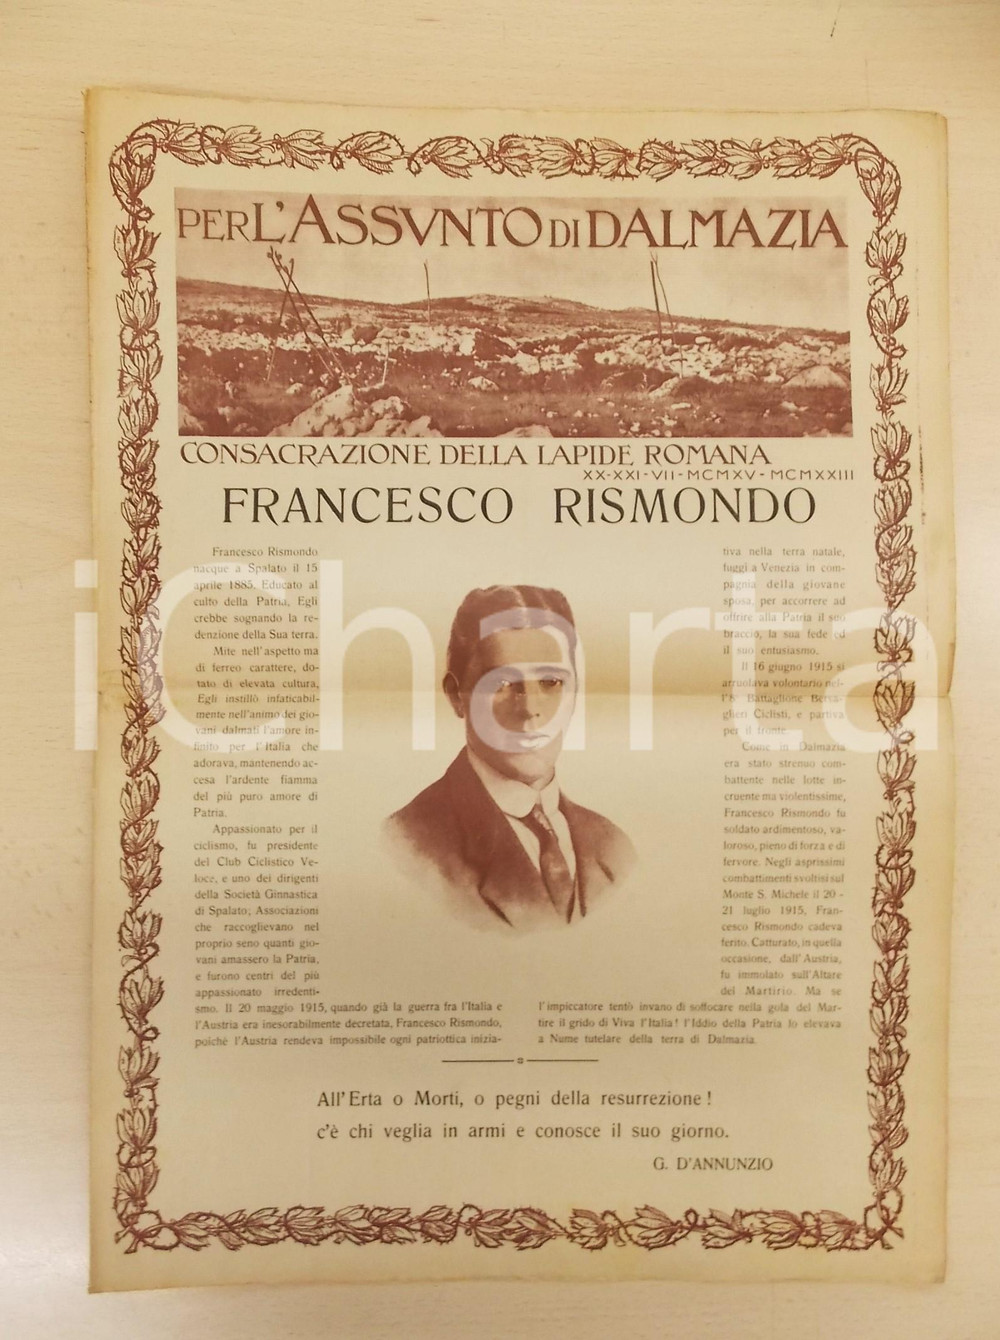 PER L'ASSVNTO DI DALMAZIA
CONSACRAZIONE DELLA LAPIDE ROMANA
XX-XXI-VII-MCMXV-MCMXXIII
FRANCESCO RISMONDO
Francesco Rismondo
nacque a Spalato il 15
aprile 1885. Educato al
culto della Patria, Egli
crebbe sognando la re-
denzione della Sua terra.
Mite nell'aspetto ma
di ferreo carattere, do-
tato di elevata cultura,
Egli instillò infaticabil-
mente nell'animo dei gio-
vani dalmati l'amore in-
finito per l'Italia che
adorava, mantenendo ac-
cesa l'ardente fiamma
del più puro amore di
Patria.
Appassionato per il
ciclismo, fu presidente
del Club Ciclistico Ve-
loce, e uno dei dirigenti
della Società Ginnastica
di Spalato, Associazioni
che raccoglievano nel
proprio seno quanti gio-
vani amassero la Patria,
e furono centri del più
appassionato irredenti-
smo. Il 20 maggio 1915, quando già la guerra fra l'Italia e
l'Austria era inesorabilmente decretata, Francesco Rismondo,
poichè l'Austria rendeva impossibile ogni patriottica inizia-
tiva nella terra natale,
fuggì a Venezia in com-
pagnia della giovane
sposa, per accorrere ad
offrire alla Patria il suo
braccio, la sua fede ed
il suo entusiasmo.
Il 16 giugno 1915 si
arruolava volontario nel-
l'8 Battaglione Bersa-
glieri Ciclisti, e partiva
per il fronte.
Come in Dalmazia
era stato strenuo com-
battente nelle lotte in-
cruente ma violentissime,
Francesco Rismondo fu
soldato ardimentoso, va-
loroso, pieno di forza e di
fervore. Negli asprissimi
combattimenti svoltisi sul
Monte S. Michele il 20 -
21 luglio 1915, Fran-
cesco Rismondo cadeva
ferito. Catturato, in quella
occasione, dall'Austria,
fu immolato sull'Altare
del Martirio. Ma se
l'impiccatore tentò invano di soffocare nella gola del Mar-
tire il grido di Viva l'Italia! l'Iddio della Patria lo elevava
a Nume tutelare della terra di Dalmazia.
All'Erta o Morti, o pegni della resurrezione!
c'è chi veglia in armi e conosce il suo giorno.
G. D'ANNUNZIO
iCharta